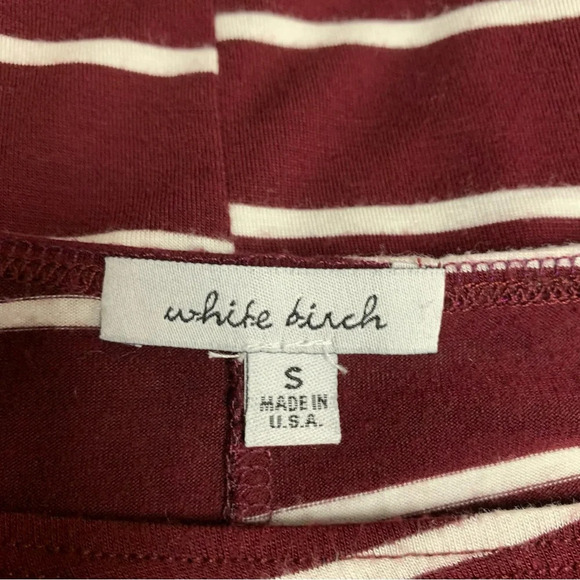 white birch
S
MADE IN
U.S.A.